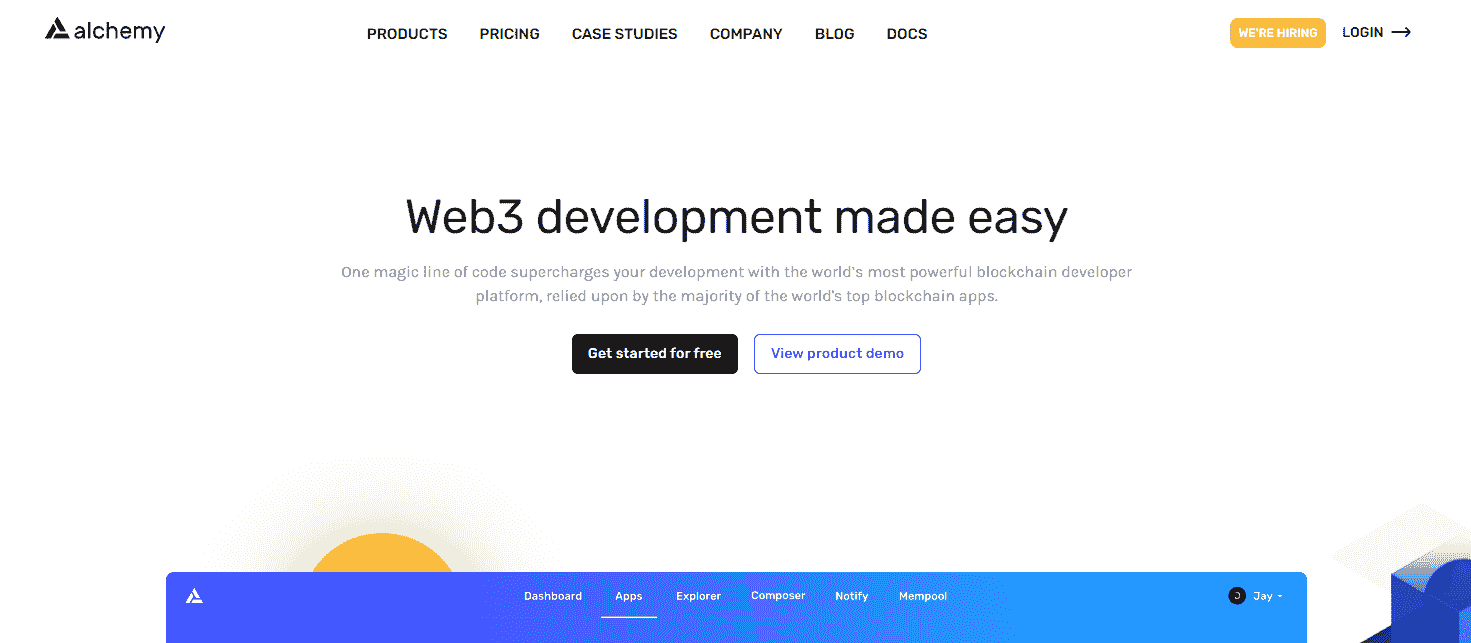 alchemy
PRODUCTS PRICING CASE STUDIES COMPANY BLOG DOCS
WE'RE HIRING LOGIN
Web3 development made easy
One magic line of code supercharges your development with the world's most powerful blockchain developer
platform, relied upon by the majority of the world's top blockchain apps.
Get started for free View product demo
Dashboard Apps Explorer Composer Notify Mempool
J Jay